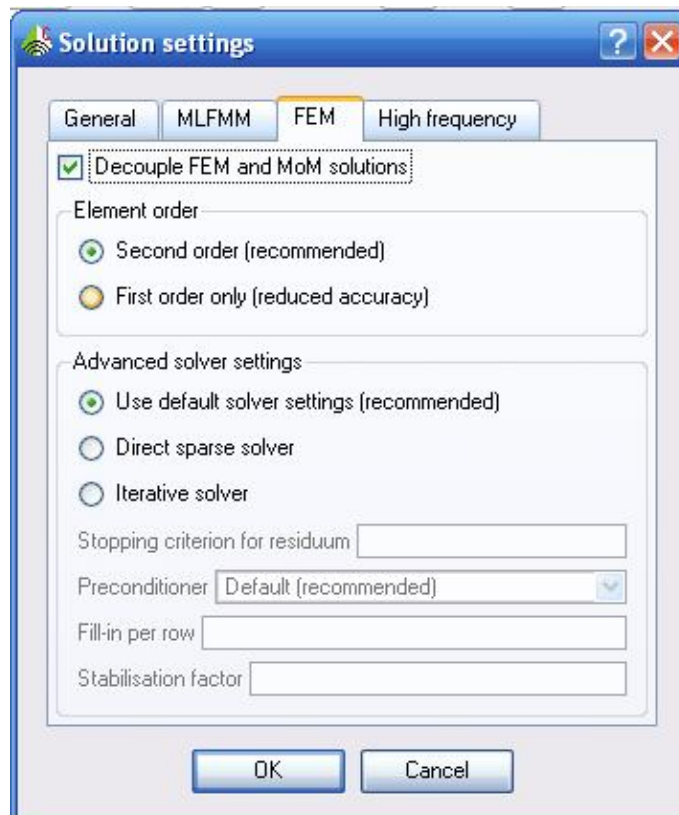 Solution settings
General MLFMM FEM High frequency
Decouple FEM and MoM solutions
Element order
Second order (recommended)
First order only (reduced accuracy)
Advanced solver settings
Use default solver settings (recommended)
Direct sparse solver
Iterative solver
Stopping criterion for residuum
Preconditioner Default (recommended)
Fill-in per row
Stabilisation factor
OK Cancel